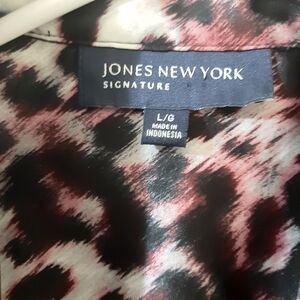 JONES NEW YORK
SIGNATURE
L/G
MADE IN
INDONESIA